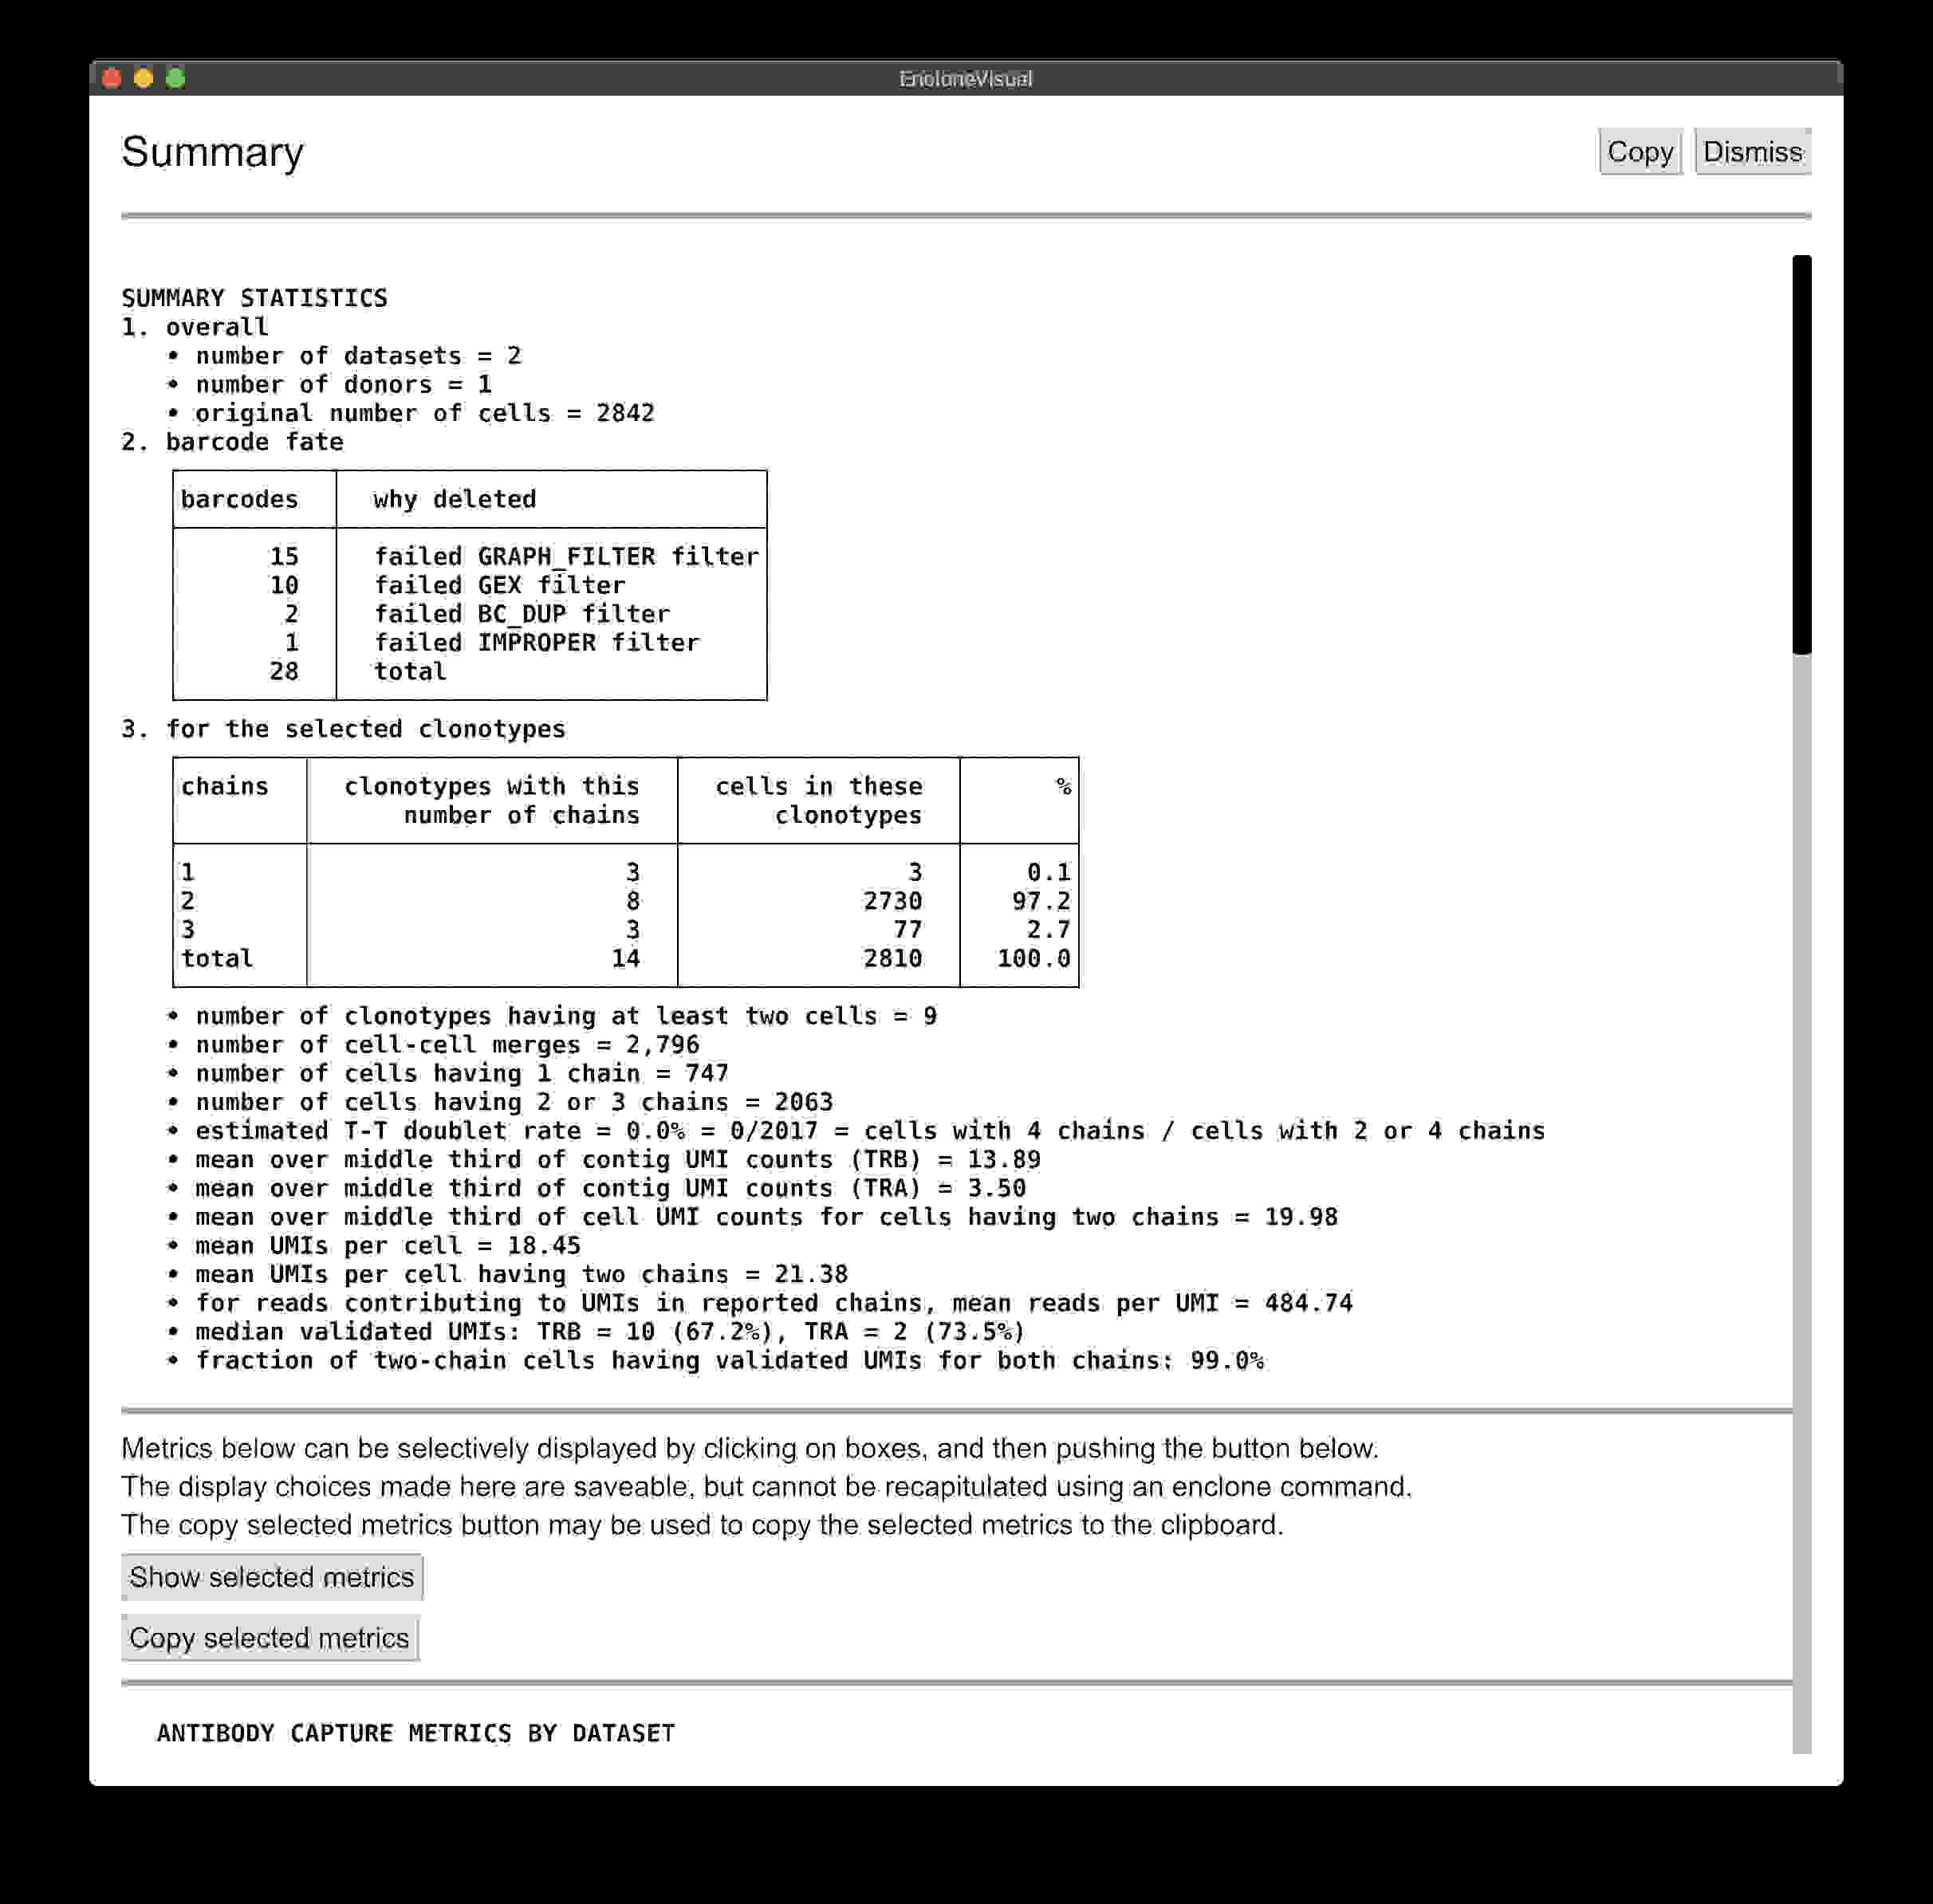 EncloneVisual
Summary
Copy Dismiss
SUMMARY STATISTICS
1. overall
• number of datasets = 2
• number of donors = 1
• original number of cells = 2842
2. barcode fate
barcodes why deleted
15 failed GRAPH_FILTER filter
10 failed GEX filter
2 failed BC_DUP filter
1 failed IMPROPER filter
28 total
3. for the selected clonotypes
chains clonotypes with this cells in these %
number of chains clonotypes
1 3 3 0.1
2 8 2730 97.2
3 3 77 2.7
total 14 2810 100.0
• number of clonotypes having at least two cells = 9
• number of cell-cell merges = 2,796
• number of cells having 1 chain = 747
• number of cells having 2 or 3 chains = 2063
• estimated T-T doublet rate = 0.0% = 0/2017 = cells with 4 chains / cells with 2 or 4 chains
• mean over middle third of contig UMI counts (TRB) = 13.89
• mean over middle third of contig UMI counts (TRA) = 3.50
• mean over middle third of cell UMI counts for cells having two chains = 19.98
• mean UMIs per cell = 18.45
• mean UMIs per cell having two chains = 21.38
• for reads contributing to UMIs in reported chains, mean reads per UMI = 484.74
• median validated UMIs: TRB = 10 (67.2%), TRA = 2 (73.5%)
• fraction of two-chain cells having validated UMIs for both chains: 99.0%
Metrics below can be selectively displayed by clicking on boxes, and then pushing the button below.
The display choices made here are saveable, but cannot be recapitulated using an enclone command.
The copy selected metrics button may be used to copy the selected metrics to the clipboard.
Show selected metrics
Copy selected metrics
ANTIBODY CAPTURE METRICS BY DATASET